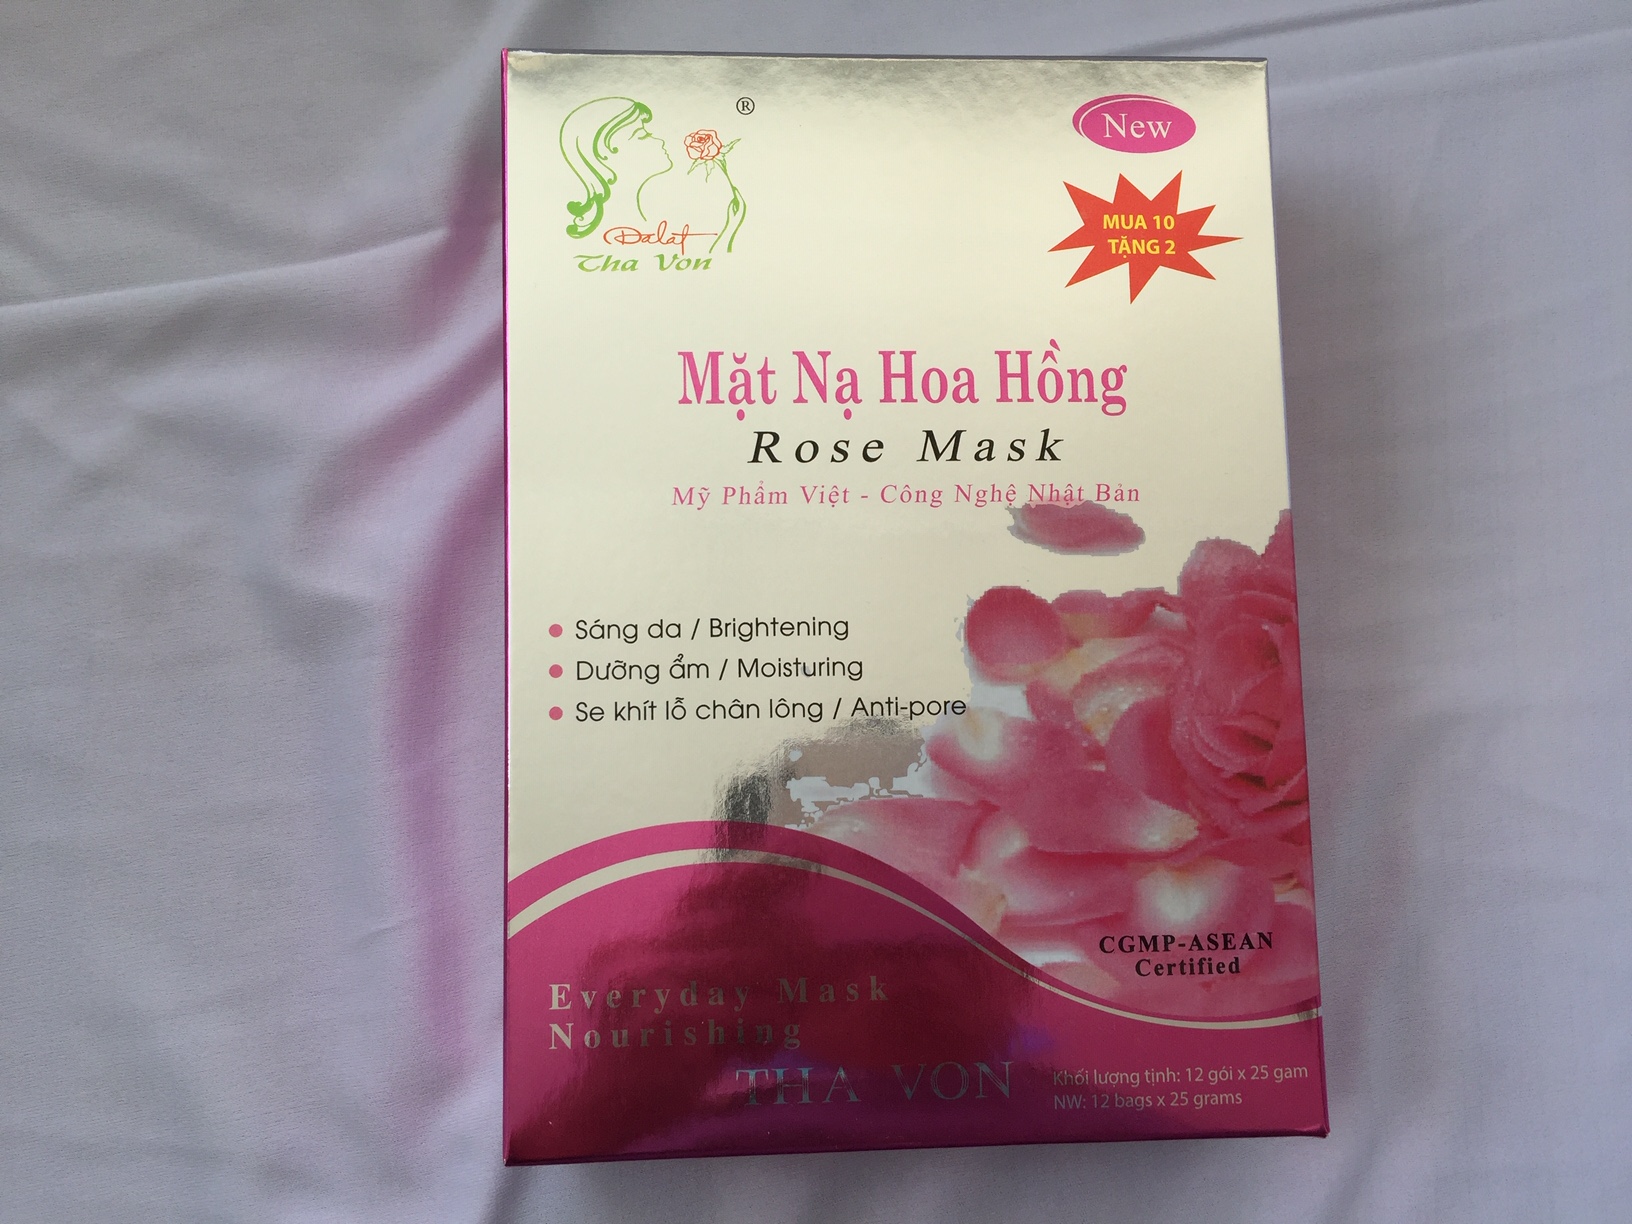 ®
Dalat
Tha Von
New
MUA 10
TẶNG 2
Mặt Nạ Hoa Hồng
Rose Mask
Mỹ Phẩm Việt - Công Nghệ Nhật Bản
Sáng da / Brightening
Dưỡng ẩm / Moisturing
Se khít lỗ chân lông / Anti-pore
CGMP-ASEAN
Certified
Everyday Mask
Nourishing
THA VON
Khối lượng tịnh: 12 gói x 25 gam
NW: 12 bags x 25 grams